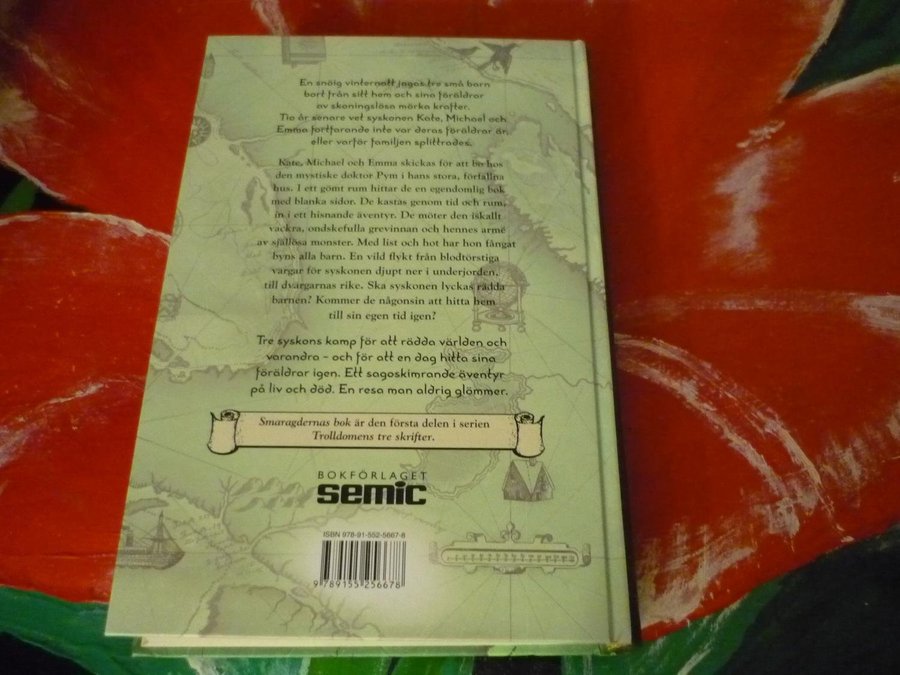 En snöig vinternatt jagas tre små barn
bort från sitt hem och sina föräldrar
av skoningslösa mörka krafter.
Tio år senare vet syskonen Kate, Michael och
Emma fortfarande inte var deras föräldrar är,
eller varför familjen splittrades.
Kate, Michael och Emma skickas för att bo hos
den mystiske doktor Pym i hans stora, förfallna
hus. I ett gömt rum hittar de en egendomlig bok
med blanka sidor. De kastas genom tid och rum,
in i ett hisnande äventyr. De möter den iskallt
vackra, ondskefulla grevinnan och hennes armé
av själlösa monster. Med list och hot har hon fångat
byns alla barn. En vild flykt från blodtörstiga
vargar för syskonen djupt ner i underjorden,
till dvärgarnas rike. Ska syskonen lyckas rädda
barnen? Kommer de någonsin att hitta hem
till sin egen tid igen?
Tre syskons kamp för att rädda världen och
varandra – och för att en dag hitta sina
föräldrar igen. Ett sagoskimrande äventyr
på liv och död. En resa man aldrig glömmer.
Smaragdernas bok är den första delen i serien
Trolldomens tre skrifter.
BOKFÖRLAGET
semic
ISBN 978-91-552-5667-8
9 789155 256678